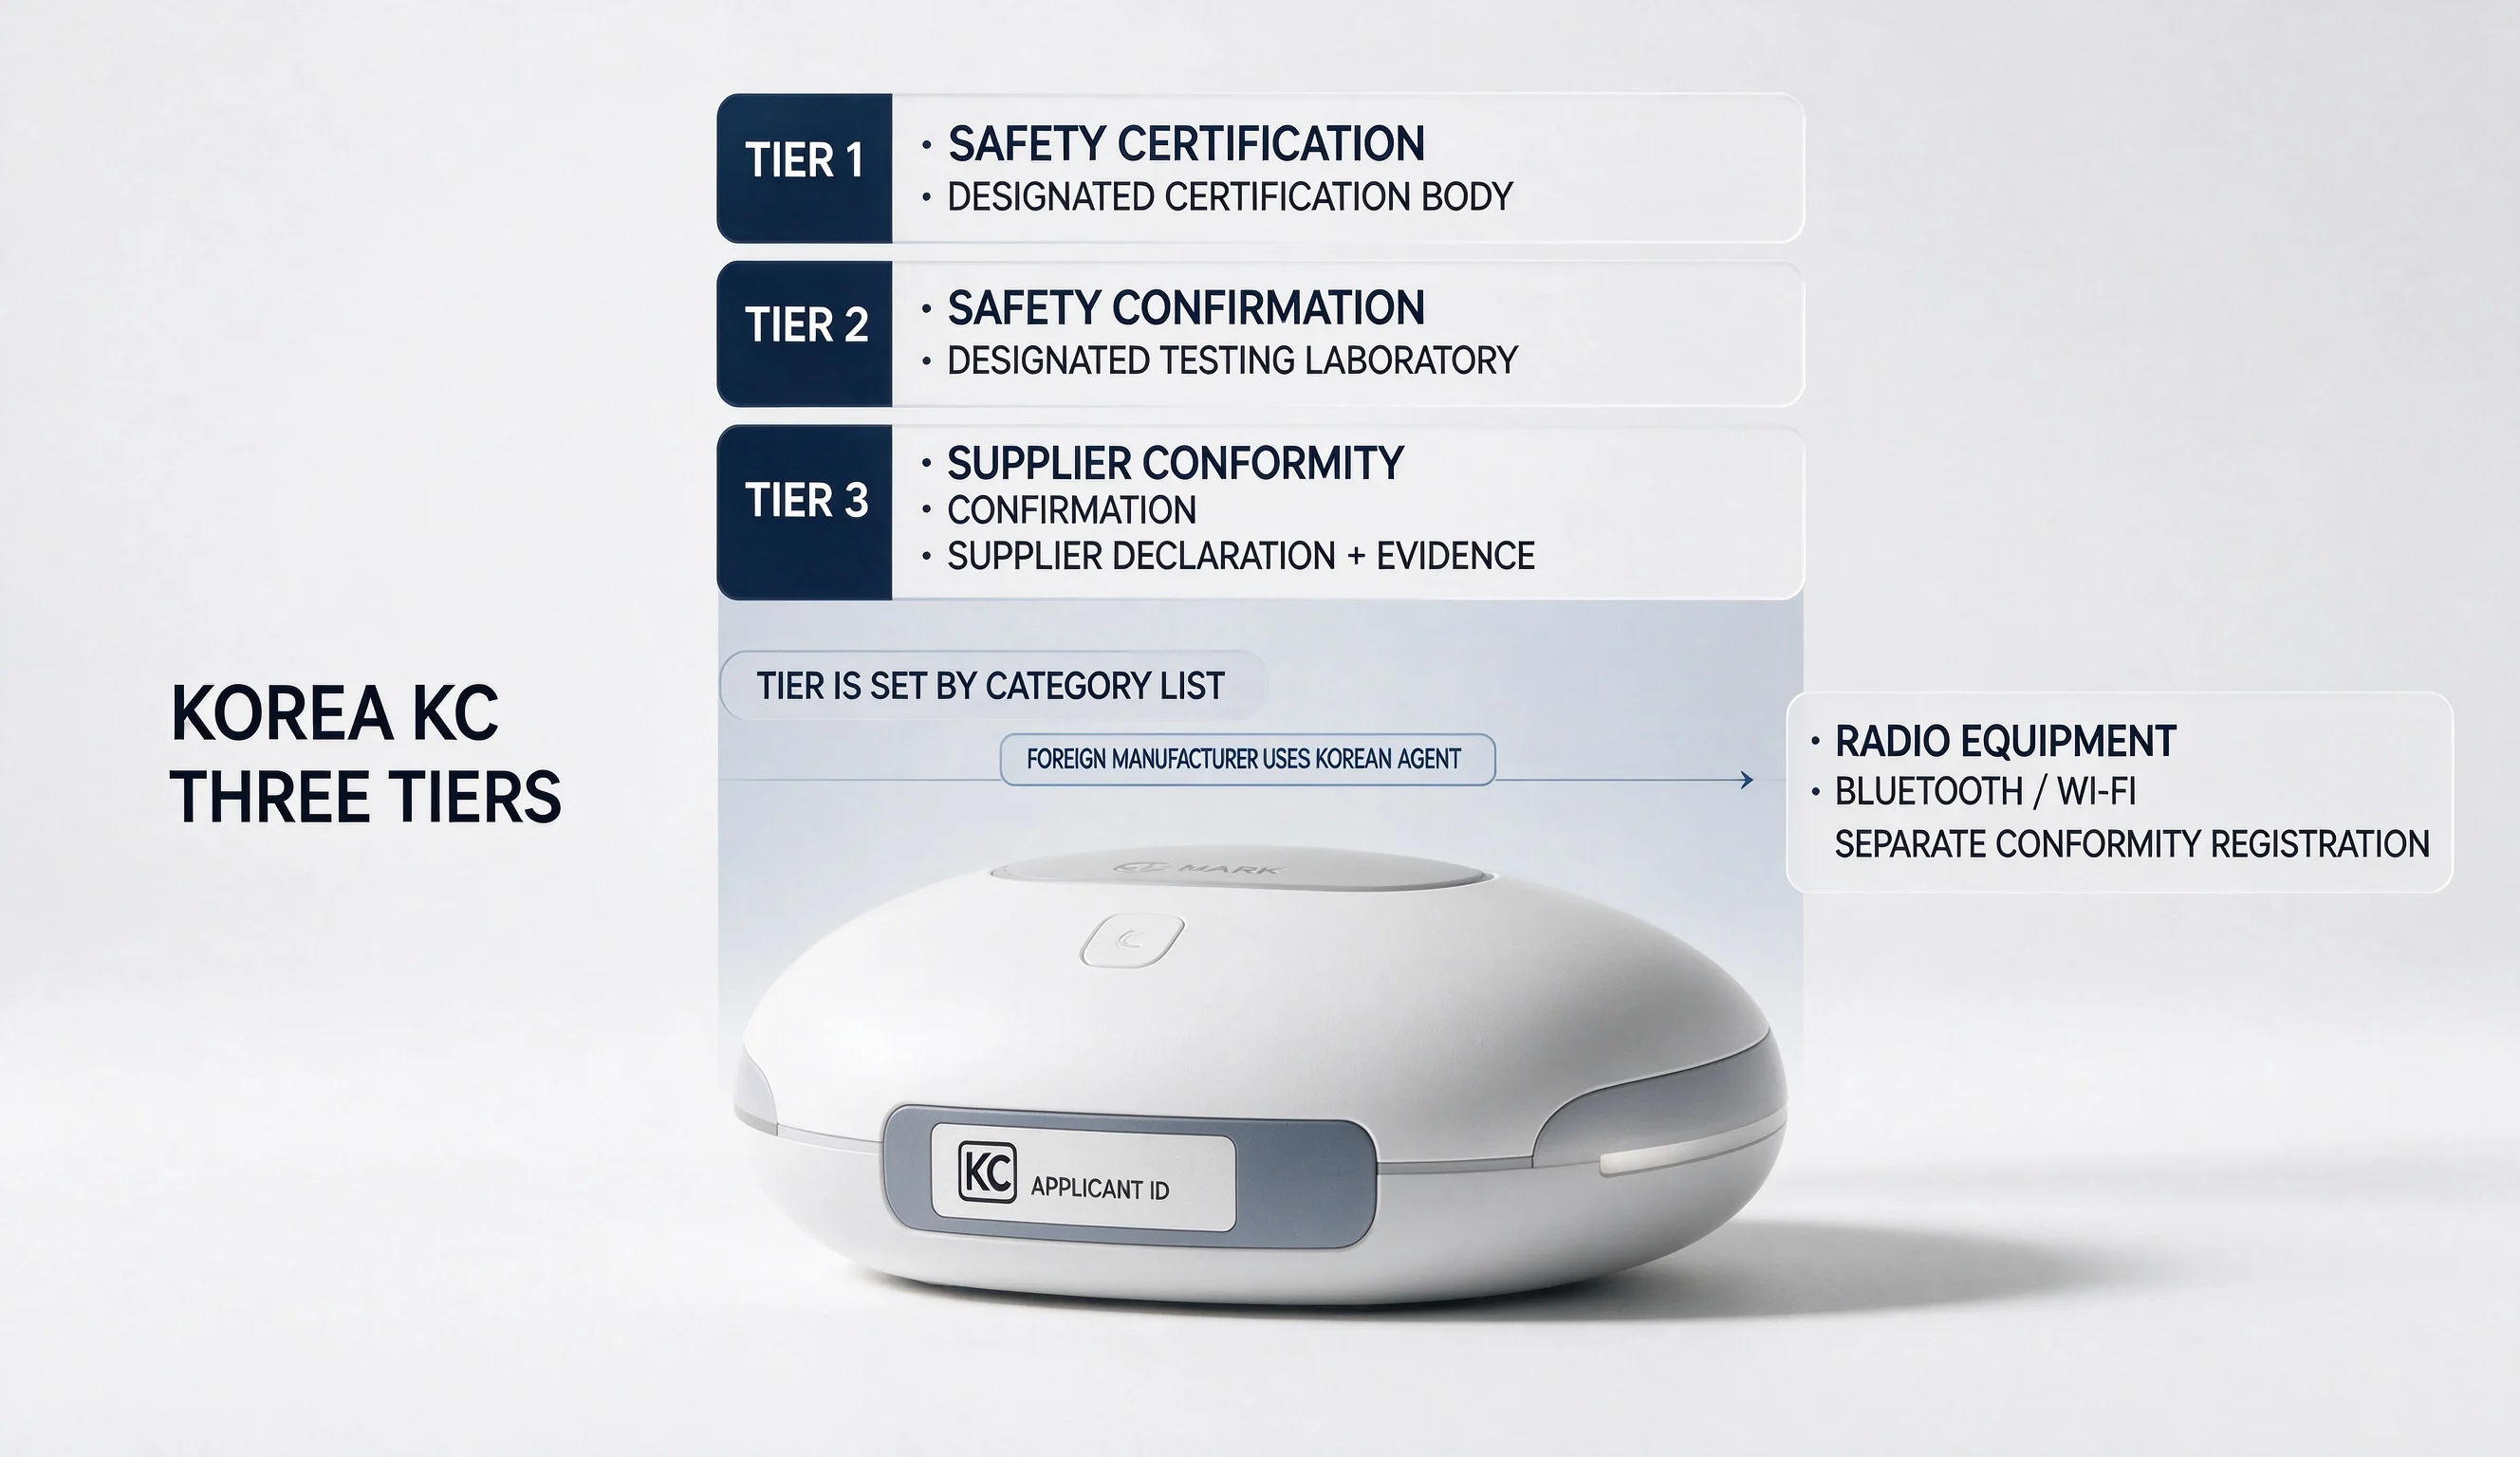 TIER 1
• SAFETY CERTIFICATION
• DESIGNATED CERTIFICATION BODY
TIER 2
• SAFETY CONFIRMATION
• DESIGNATED TESTING LABORATORY
TIER 3
• SUPPLIER CONFORMITY
• CONFIRMATION
• SUPPLIER DECLARATION + EVIDENCE
KOREA KC
THREE TIERS
TIER IS SET BY CATEGORY LIST
FOREIGN MANUFACTURER USES KOREAN AGENT
• RADIO EQUIPMENT
• BLUETOOTH / WI-FI
SEPARATE CONFORMITY REGISTRATION
MARK
KC APPLICANT ID